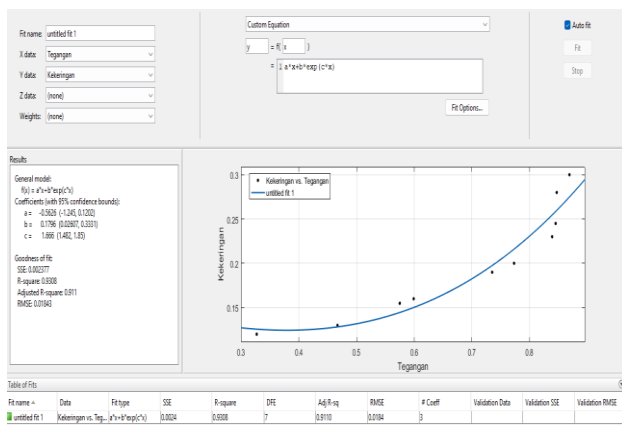 Fit name: untitled fit 1
X data: Tegangan
Y data: Kekeringan
Z data: (none)
Weights: (none)
Custom Equation
y = f( x )
= 1 a*x+b*exp(c*x)
Fit Options...
Auto fit
Fit
Stop
Results
General model:
f(x) = a*x+b*exp(c*x)
Coefficients (with 95% confidence bounds):
a = -0.5626 (-1.245, 0.1202)
b = 0.1796 (0.02607, 0.3331)
c = 1.666 (1.482, 1.85)
Goodness of fit:
SSE: 0.002377
R-square: 0.9308
Adjusted R-square: 0.911
RMSE: 0.01843
Kekeringan vs. Tegangan
untitled fit 1
0.3
0.25
0.2
0.15
Kekeringan
0.3 0.4 0.5 0.6 0.7 0.8
Tegangan
Table of Fits
Fit name Data Fit type SSE R-square DFE Adj R-sq RMSE # Coeff Validation Data Validation SSE Validation RMSE
untitled fit 1 Kekeringan vs. Teg... a*x+b*exp(c*x) 0.0024 0.9308 7 0.9110 0.0184 3